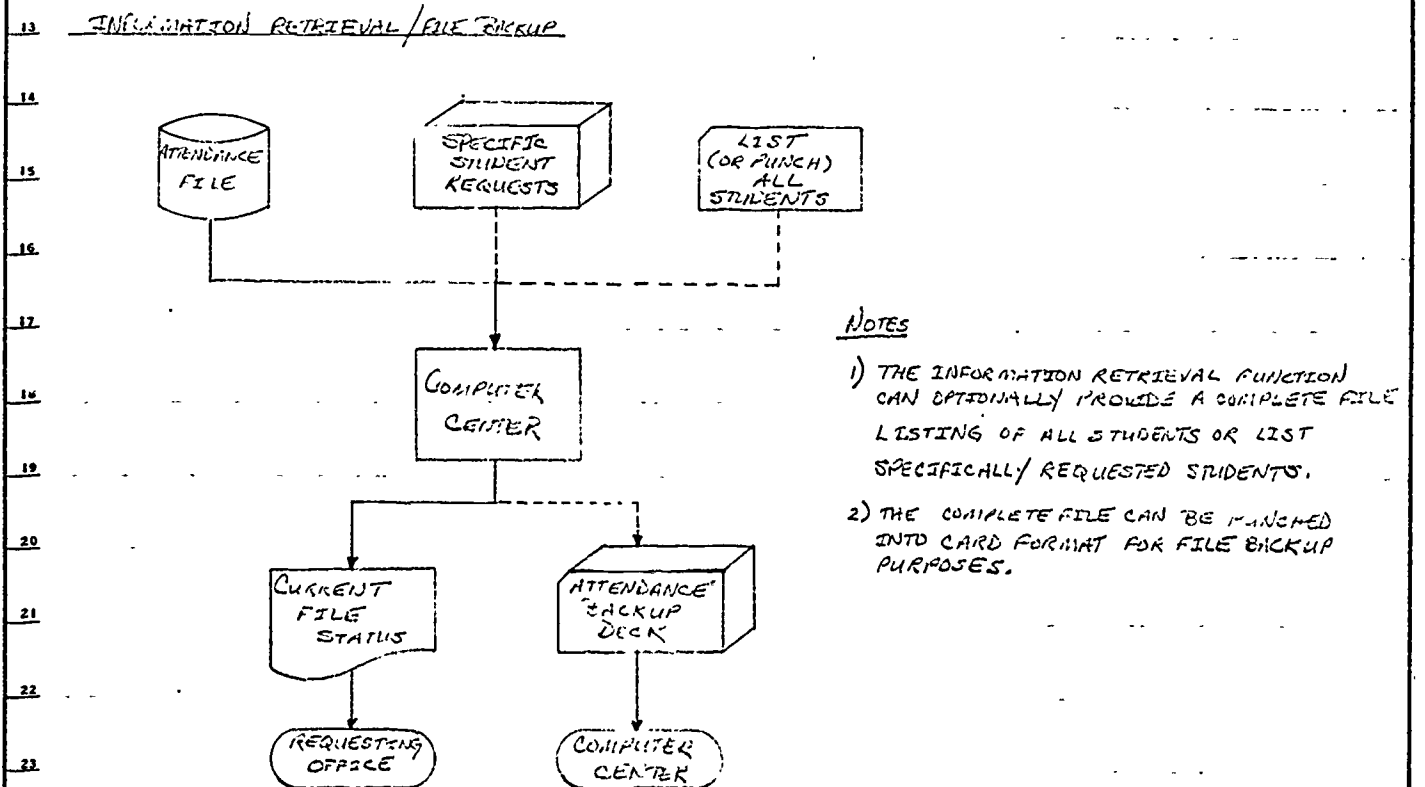 13 INFORMATION RETRIEVAL/FILE BACKUP
14
ATTENDANCE
FILE
SPECIFIC
STUDENT
REQUESTS
LIST
(OR PUNCH)
ALL
STUDENTS
15
16
17
NOTES
1) THE INFORMATION RETRIEVAL FUNCTION
CAN OPTIONALLY PROVIDE A COMPLETE FILE
LISTING OF ALL STUDENTS OR LIST
SPECIFICALLY REQUESTED STUDENTS.
2) THE COMPLETE FILE CAN BE PUNCHED
INTO CARD FORMAT FOR FILE BACKUP
PURPOSES.
COMPUTER
CENTER
18
19
20
CURRENT
FILE
STATUS
ATTENDANCE
BACKUP
DECK
21
22
REQUESTING
OFFICE
COMPUTER
CENTER
23